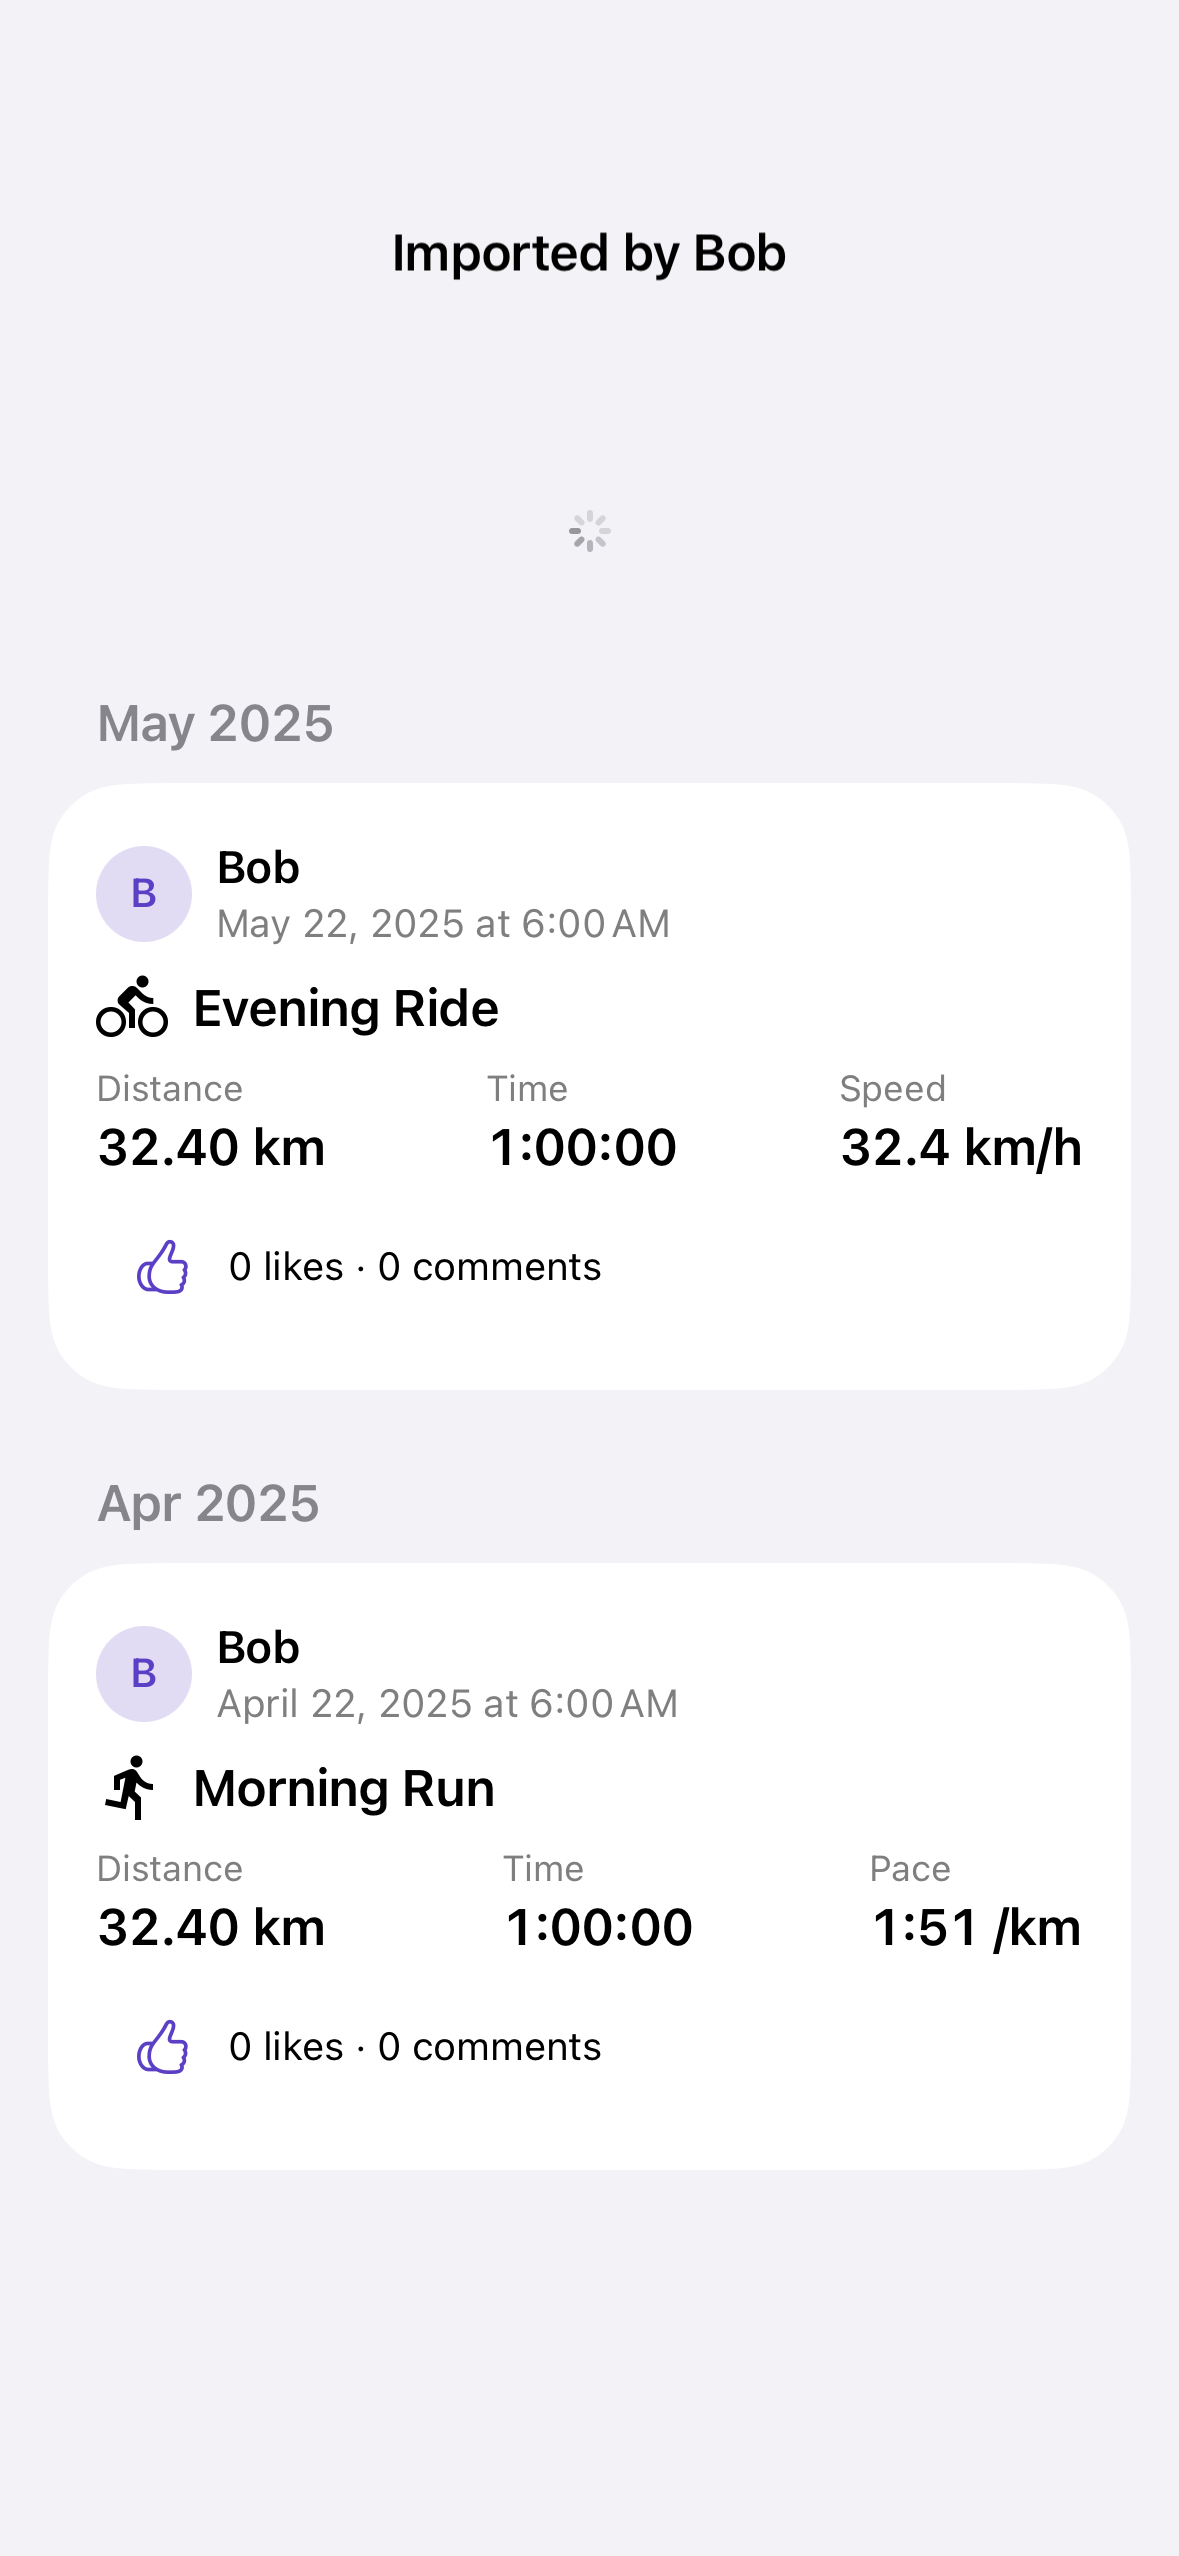 Imported by Bob
May 2025
B
Bob
May 22, 2025 at 6:00 AM
Evening Ride
Distance Time Speed
32.40 km 1:00:00 32.4 km/h
0 likes · 0 comments
Apr 2025
B
Bob
April 22, 2025 at 6:00 AM
Morning Run
Distance Time Pace
32.40 km 1:00:00 1:51 /km
0 likes · 0 comments